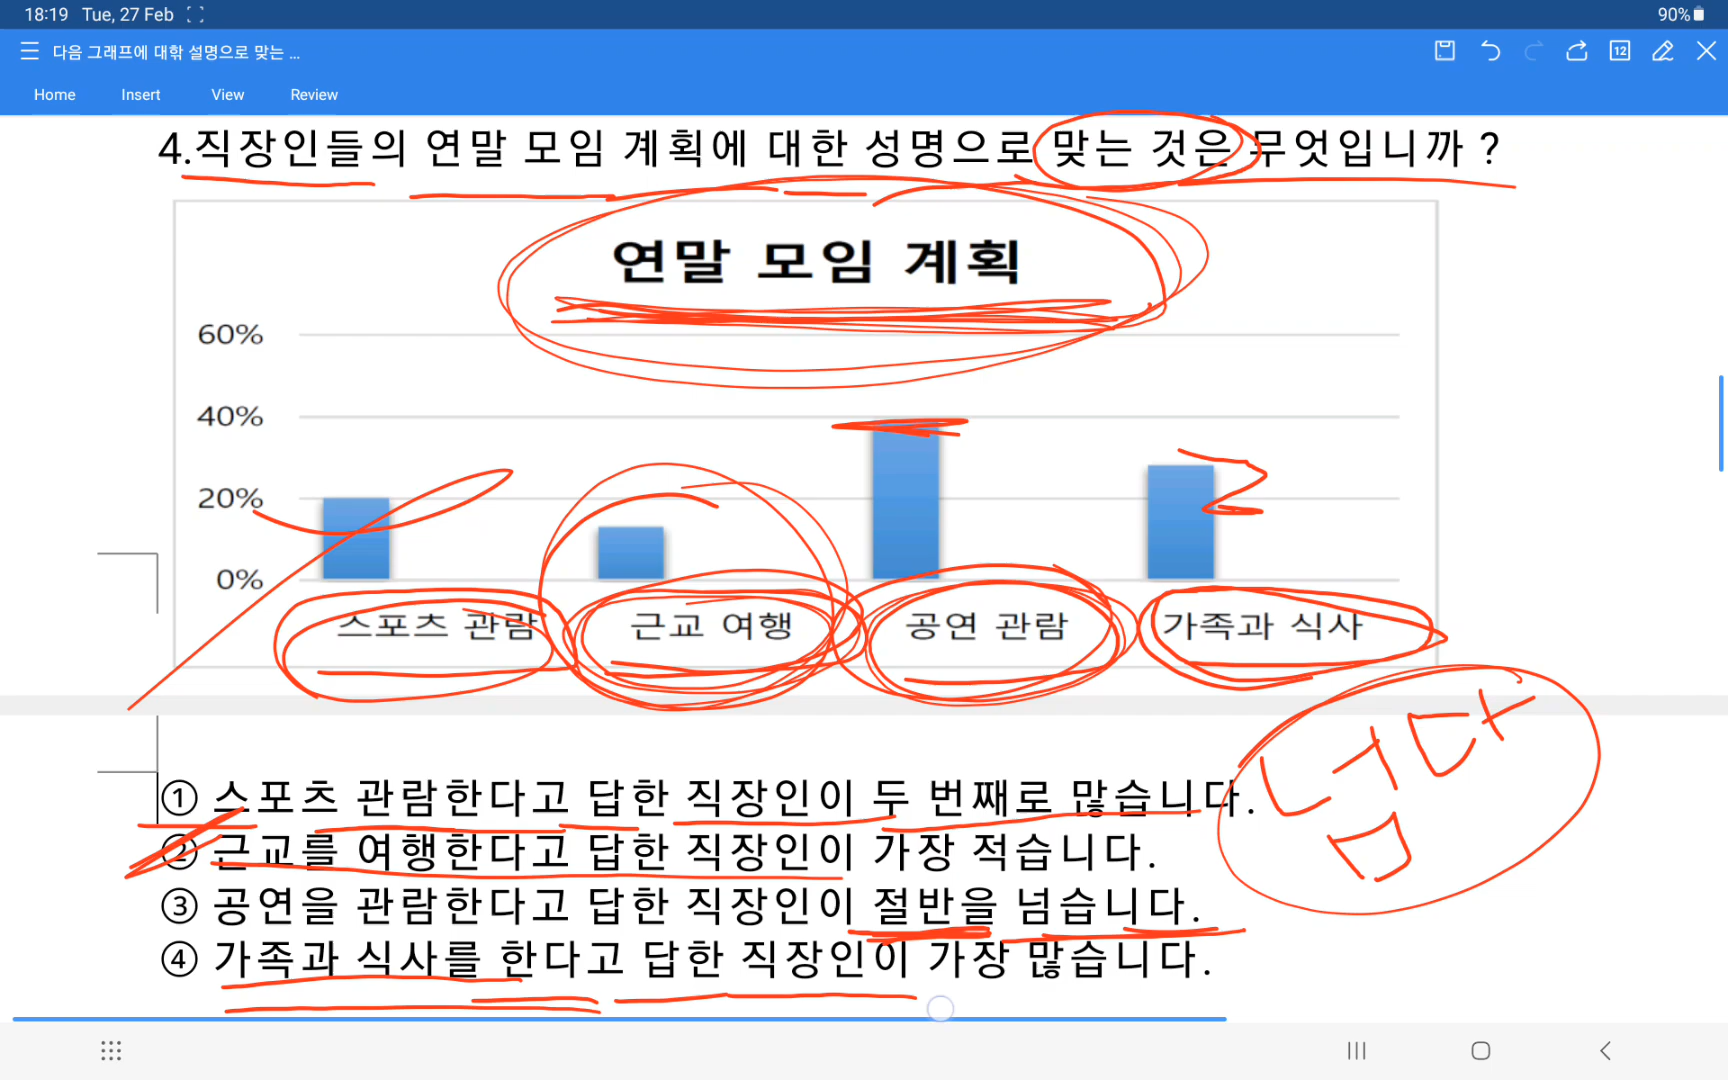 18:19 Tue, 27 Feb 90%
다음 그래프에 대핚 설명으로 맞는 ...
12
Home Insert View Review
4.직장인들의 연말 모임 계획에 대한 성명으로 맞는 것은 무엇입니까 ?
연말 모임 계획
60%
40%
20%
0%
스포츠 관람 근교 여행 공연 관람 가족과 식사
① 스포츠 관람한다고 답한 직장인이 두 번째로 많습니다.
② 근교를 여행한다고 답한 직장인이 가장 적습니다.
③ 공연을 관람한다고 답한 직장인이 절반을 넘습니다.
④ 가족과 식사를 한다고 답한 직장인이 가장 많습니다.
넘다